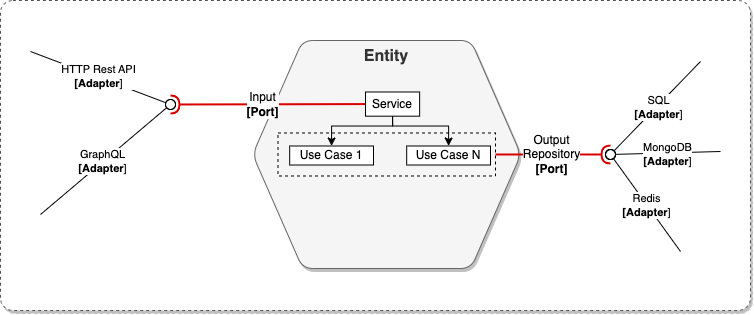 Entity
HTTP Rest API
[Adapter]
GraphQL
[Adapter]
Input
[Port]
Service
Use Case 1
Use Case N
Output
Repository
[Port]
SQL
[Adapter]
MongoDB
[Adapter]
Redis
[Adapter]